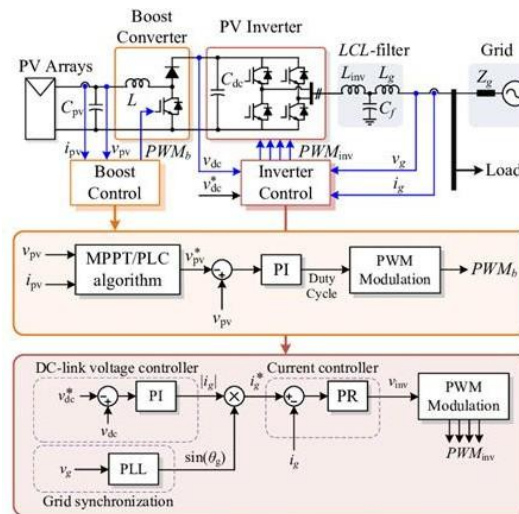 Boost Converter
PV Inverter
LCL-filter
Grid
PV Arrays
L_inv L_g
Z_g
C_pv
L
C_dc
C_f
i_pv v_pv PWM_b
v_dc
PWM_inv
v_g
Load
Boost Control
v*_dc
Inverter Control
i_g
v_pv
i_pv
MPPT/PLC algorithm
v*_pv
− +
v_pv
PI
Duty Cycle
PWM Modulation
PWM_b
DC-link voltage controller
|i_g|
i_g*
Current controller
v*_dc
− +
v_dc
PI
×
+ −
i_g
PR
v_inv
PWM Modulation
PWM_inv
v_g
PLL
sin(θ_g)
Grid synchronization